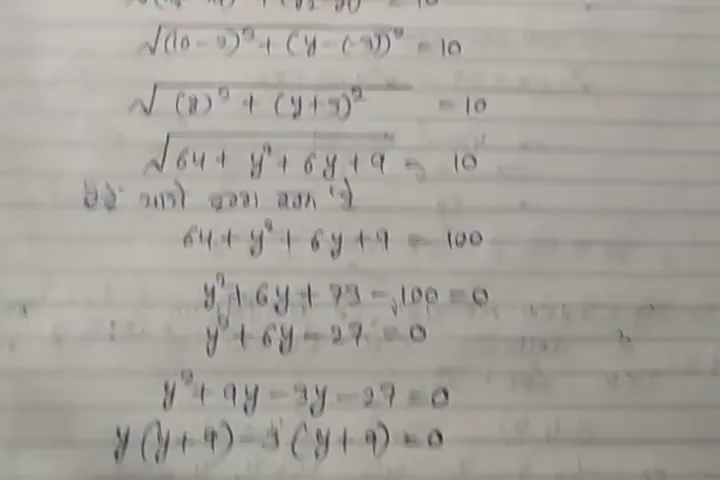 √(10 - 2)² + (y - (-3))² = 10
√(8)² + (y + 3)² = 10
√64 + y² + 6y + 9 = 10
64 + y² + 6y + 9 = 100
y² + 6y + 73 - 100 = 0
y² + 6y - 27 = 0
y² + 9y - 3y - 27 = 0
y(y + 9) - 3(y + 9) = 0